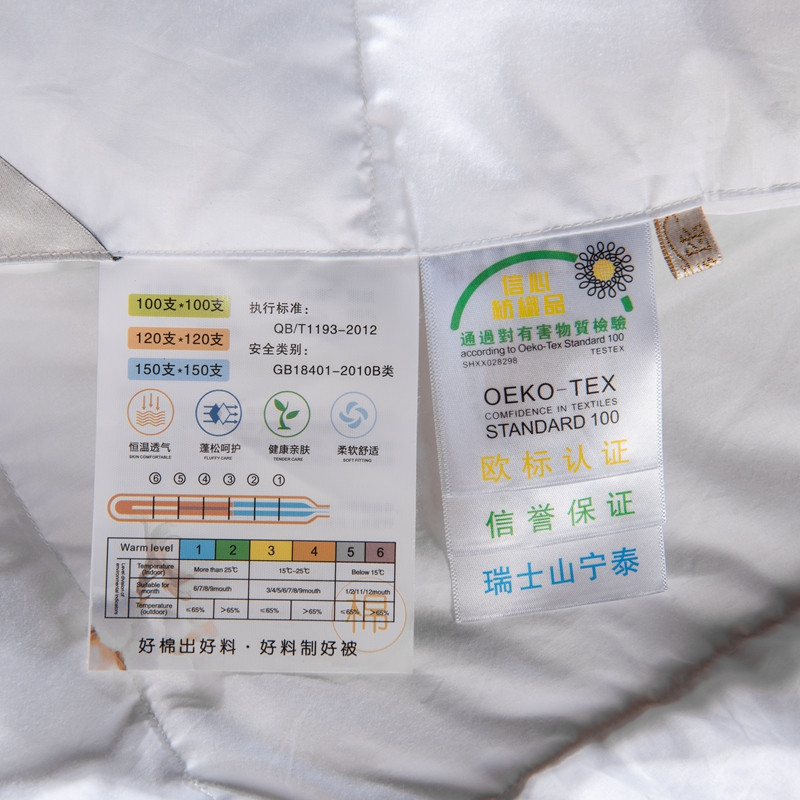 100支*100支
120支*120支
150支*150支
执行标准：
QB/T1193-2012
安全类别：
GB18401-2010B类
恒温透气
SKIN COMFORTABLE
蓬松呵护
FLUFFY CARE
健康亲肤
TENDER CARE
柔软舒适
SOFT FITTING
⑥ ⑤ ④ ③ ② ①
Warm level 1 2 3 4 5 6
Temperature (indoor) More than 25℃ 15℃-25℃ Below 15℃
Suitable for month 6/7/8/9mouth 3/4/5/6/7/8/9mouth 1/2/11/12mouth
Temperature (outdoor) ≤65% >65% ≤65% >65% ≤65% >65%
棉
好棉出好料·好料制好被
信心
紡織品
通過對有害物質檢驗
according to Oeko-Tex Standard 100
SHXX028298 TESTEX
OEKO-TEX
COMFIDENCE IN TEXTILES
STANDARD 100
欧标认证
信誉保证
瑞士山宁泰